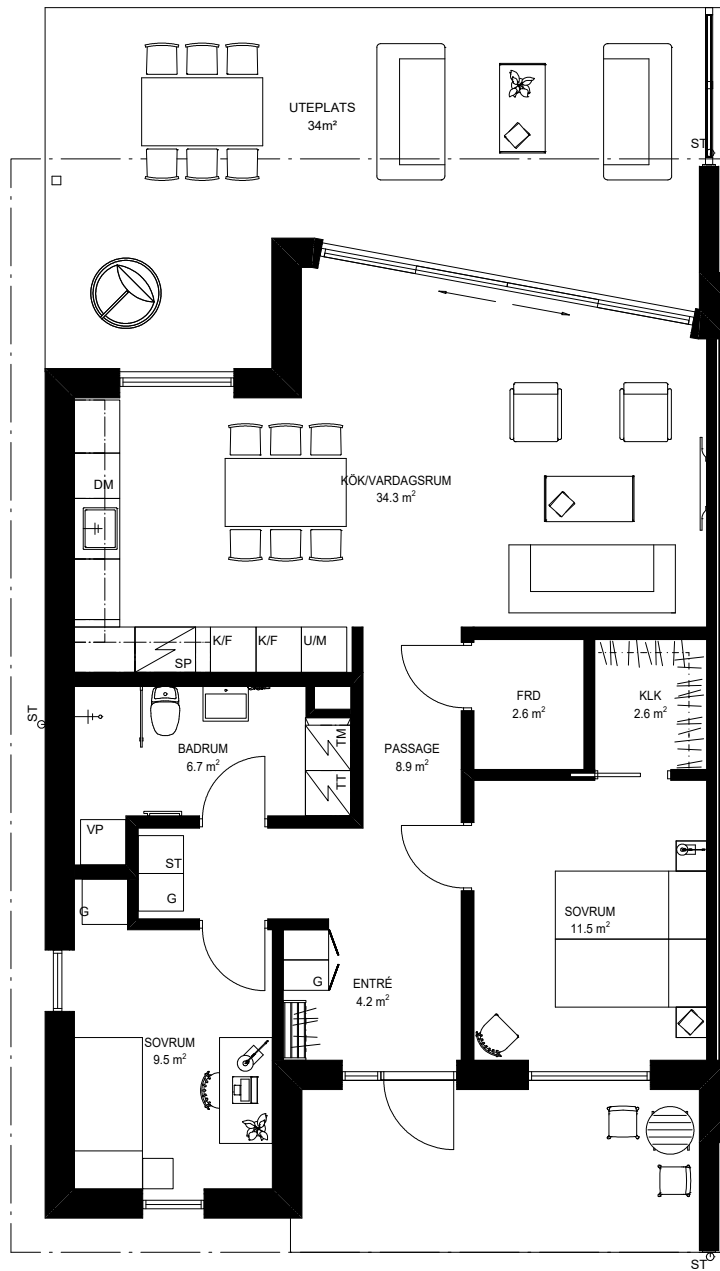 UTEPLATS
34m²
ST
KÖK/VARDAGSRUM
34.3 m²
DM
K/F
K/F
U/M
SP
FRD
2.6 m²
KLK
2.6 m²
ST
BADRUM
6.7 m²
TM
TT
PASSAGE
8.9 m²
VP
ST
G
G
SOVRUM
11.5 m²
G
ENTRÉ
4.2 m²
SOVRUM
9.5 m²
ST